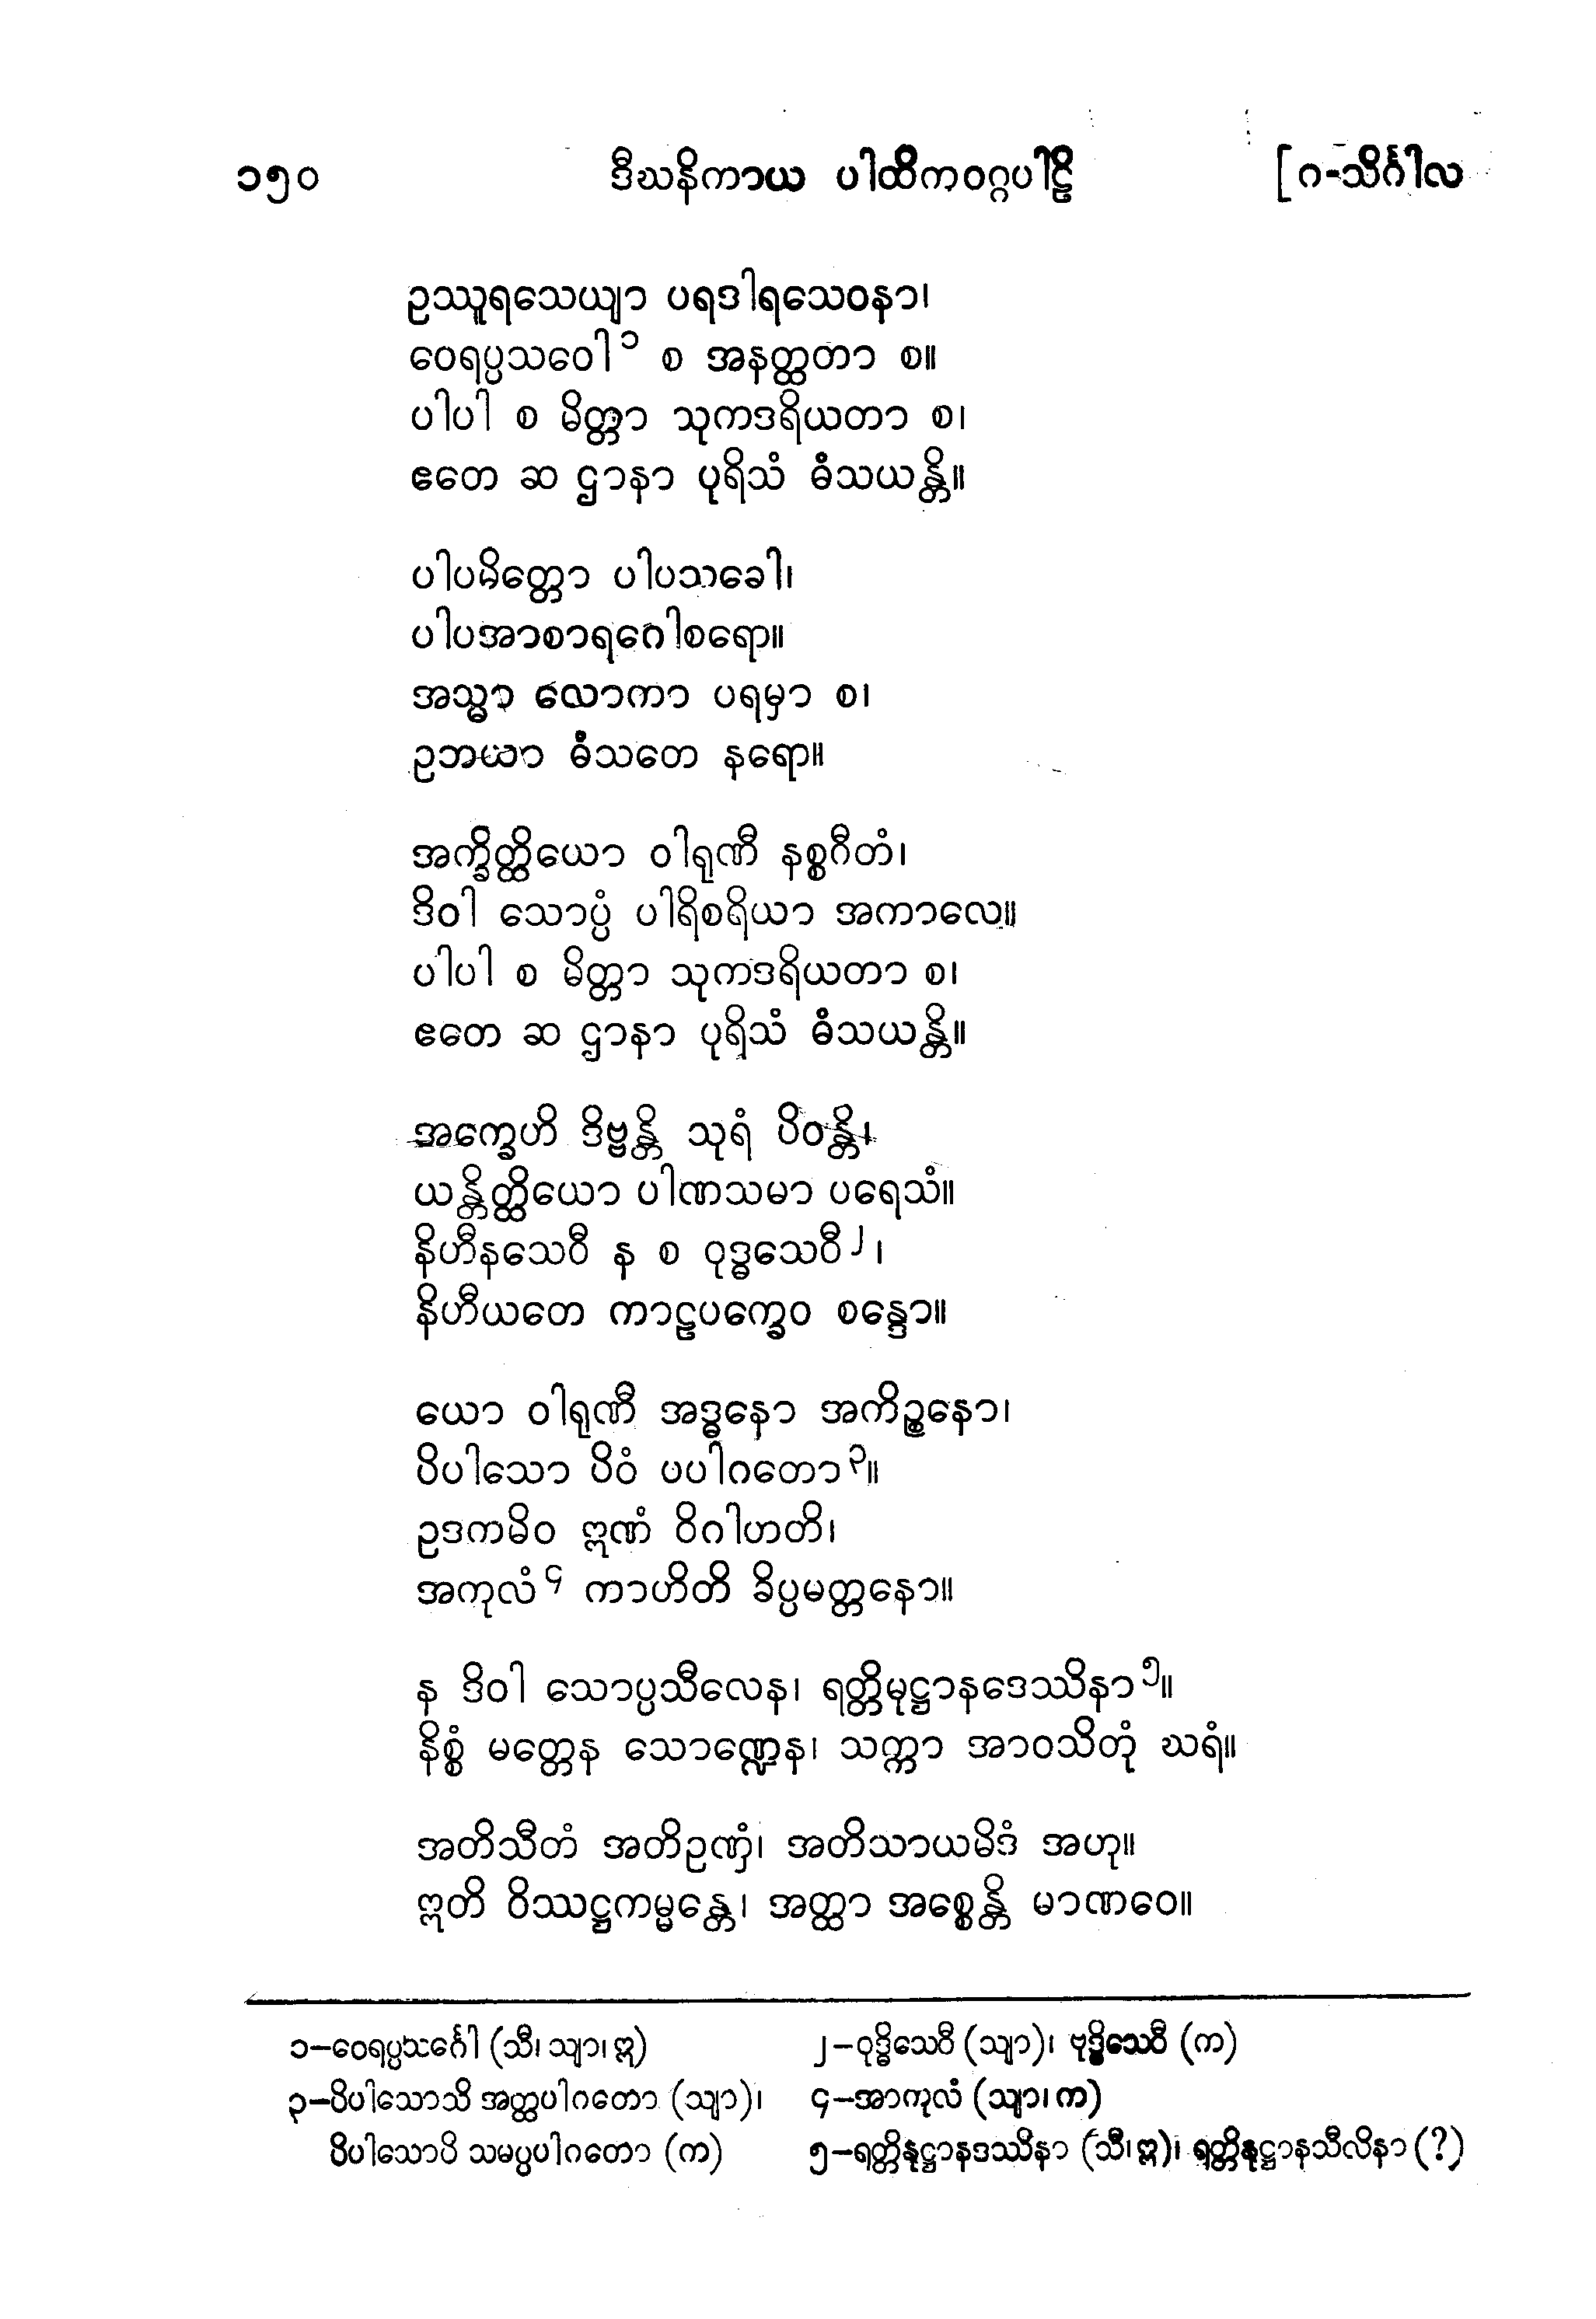 ၁၅၀ ဒီဃနိကာယ ပါထိကဝဂ္ဂပါဠိ [ ဂ-သိင်္ဂါလ
ဥဿူရသေယျာ ပရဒါရသေဝနာ၊
ဝေရပ္ပသဝေါ ၁ စ အနတ္ထတာ စ။
ပါပါ စ မိတ္တာ သုကဒရိယတာ စ၊
ဧတေ ဆ ဌာနာ ပုရိသံ ဓံသယန္တိ။
ပါပမိတ္တော ပါပသခေါ၊
ပါပအာစာရဂေါစရော။
အသ္မာ လောကာ ပရမှာ စ၊
ဥဘယာ ဓံသတေ နရော။
အက္ခိတ္ထိယော ဝါရုဏီ နစ္စဂီတံ၊
ဒိဝါ သောပ္ပံ ပါရိစရိယာ အကာလေ။
ပါပါ စ မိတ္တာ သုကဒရိယတာ စ၊
ဧတေ ဆ ဌာနာ ပုရိသံ ဓံသယန္တိ။
အက္ခေဟိ ဒိဗ္ဗန္တိ သုရံ ပိဝန္တိ၊
ယန္တိတ္ထိယော ပါဏသမာ ပရေသံ။
နိဟီနသေဝီ န စ ဝုဒ္ဓသေဝီ ၂ ၊
နိဟီယတေ ကာဠပက္ခေဝ စန္ဒော။
ယော ဝါရုဏီ အဒ္ဓနော အကိဉ္စနော၊
ပိပါသော ပိဝံ ပပါဂတော ၃။
ဥဒကမိဝ ဣဏံ ဝိဂါဟတိ၊
အကုလံ ၄ ကာဟိတိ ခိပ္ပမတ္တနော။
န ဒိဝါ သောပ္ပသီလေန၊ ရတ္တိမုဋ္ဌာနဒေဿိနာ ၅။
နိစ္စံ မတ္တေန သောဏ္ဍေန၊ သက္ကာ အာဝသိတုံ ဃရံ။
အတိသီတံ အတိဥဏှံ၊ အတိသာယမိဒံ အဟု။
ဣတိ ဝိဿဋ္ဌကမ္မန္တေ၊ အတ္ထာ အစ္စေန္တိ မာဏဝေ။
၁–ဝေရပ္ပသင်္ဂေါ (သီ၊ သျာ၊ ဣ) ၂–ဝုဒ္ဓိသေဝီ (သျာ)၊ ဗုဒ္ဓိသေဝီ (က)
၃–ပိပါသောသိ အတ္ထပါဂတော (သျာ)၊ ၄–အာကုလံ (သျာ၊ က)
ပိပါသောပိ သမပ္ပပါဂတော (က) ၅–ရတ္တိနုဋ္ဌာနဒဿိနာ (သီ၊ ဣ)၊ ရတ္တိနုဋ္ဌာနသီလိနာ (?)